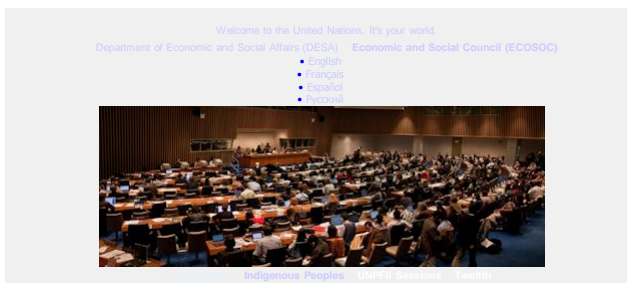 Welcome to the United Nations. It's your world.
Department of Economic and Social Affairs (DESA) Economic and Social Council (ECOSOC)
English
Français
Español
Русский
Indigenous Peoples UNPFII Sessions Twelfth